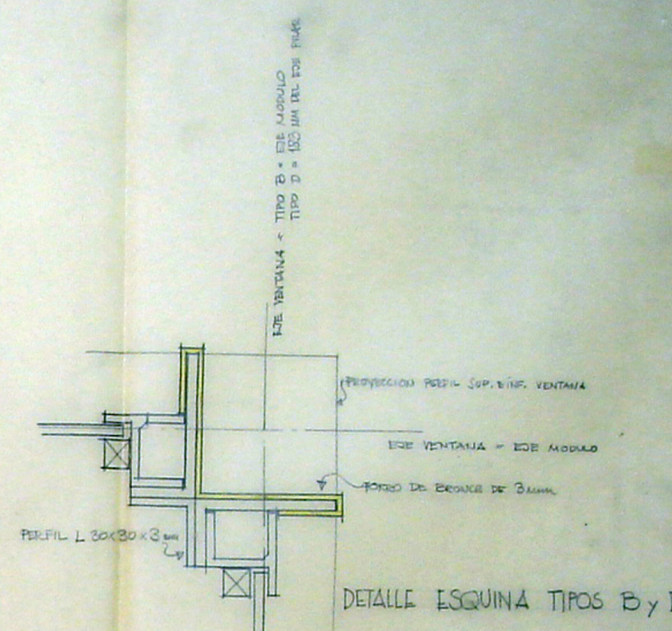 EJE VENTANA - TIPO B = EJE MODULO
TIPO D = 183 MM DEL EJE PILAR
PROYECCION PERFIL SUP. E INF. VENTANA
EJE VENTANA = EJE MODULO
FORRO DE BRONCE DE 3mm
PERFIL L 30x30x3 mm
DETALLE ESQUINA TIPOS B y